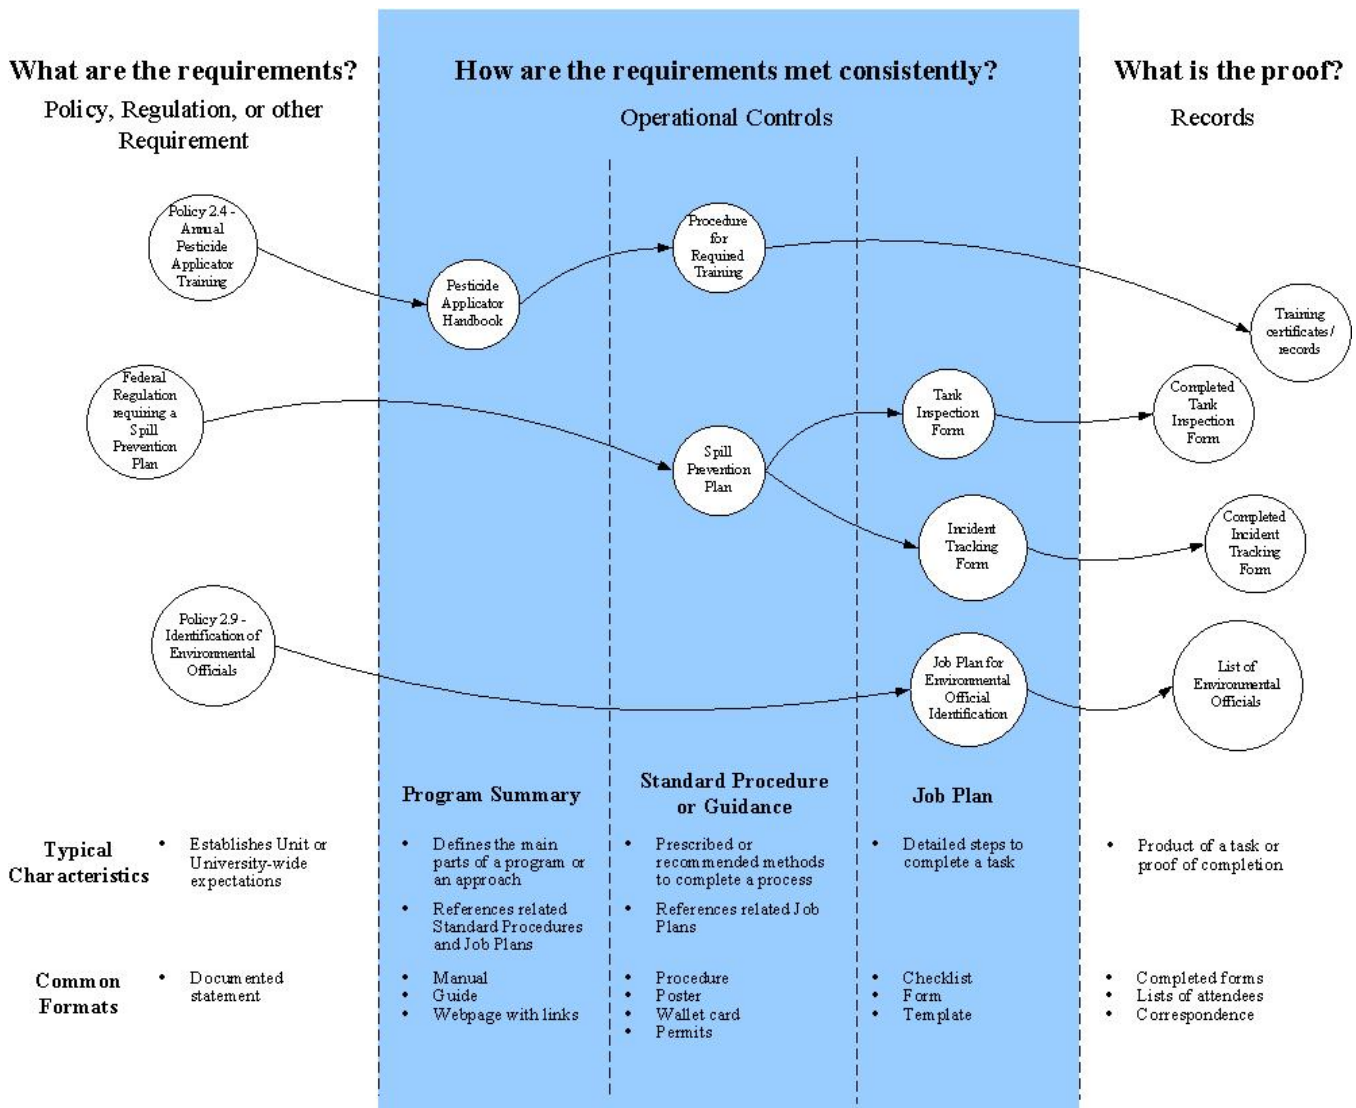 What are the requirements?
Policy, Regulation, or other
Requirement
How are the requirements met consistently?
Operational Controls
What is the proof?
Records
Policy 2.4 -
Annual
Pesticide
Applicator
Training
Pesticide
Applicator
Handbook
Procedure
for
Required
Training
Training
certificates/
records
Federal
Regulation
requiring a
Spill
Prevention
Plan
Spill
Prevention
Plan
Tank
Inspection
Form
Completed
Tank
Inspection
Form
Incident
Tracking
Form
Completed
Incident
Tracking
Form
Policy 2.9 -
Identification of
Environmental
Officials
Job Plan for
Environmental
Official
Identification
List of
Environmental
Officials
Program Summary
Standard Procedure
or Guidance
Job Plan
Typical
Characteristics
• Establishes Unit or
University-wide
expectations
• Defines the main
parts of a program or
an approach
• References related
Standard Procedures
and Job Plans
• Prescribed or
recommended methods
to complete a process
• References related Job
Plans
• Detailed steps to
complete a task
• Product of a task or
proof of completion
Common
Formats
• Documented
statement
• Manual
• Guide
• Webpage with links
• Procedure
• Poster
• Wallet card
• Permits
• Checklist
• Form
• Template
• Completed forms
• Lists of attendees
• Correspondence